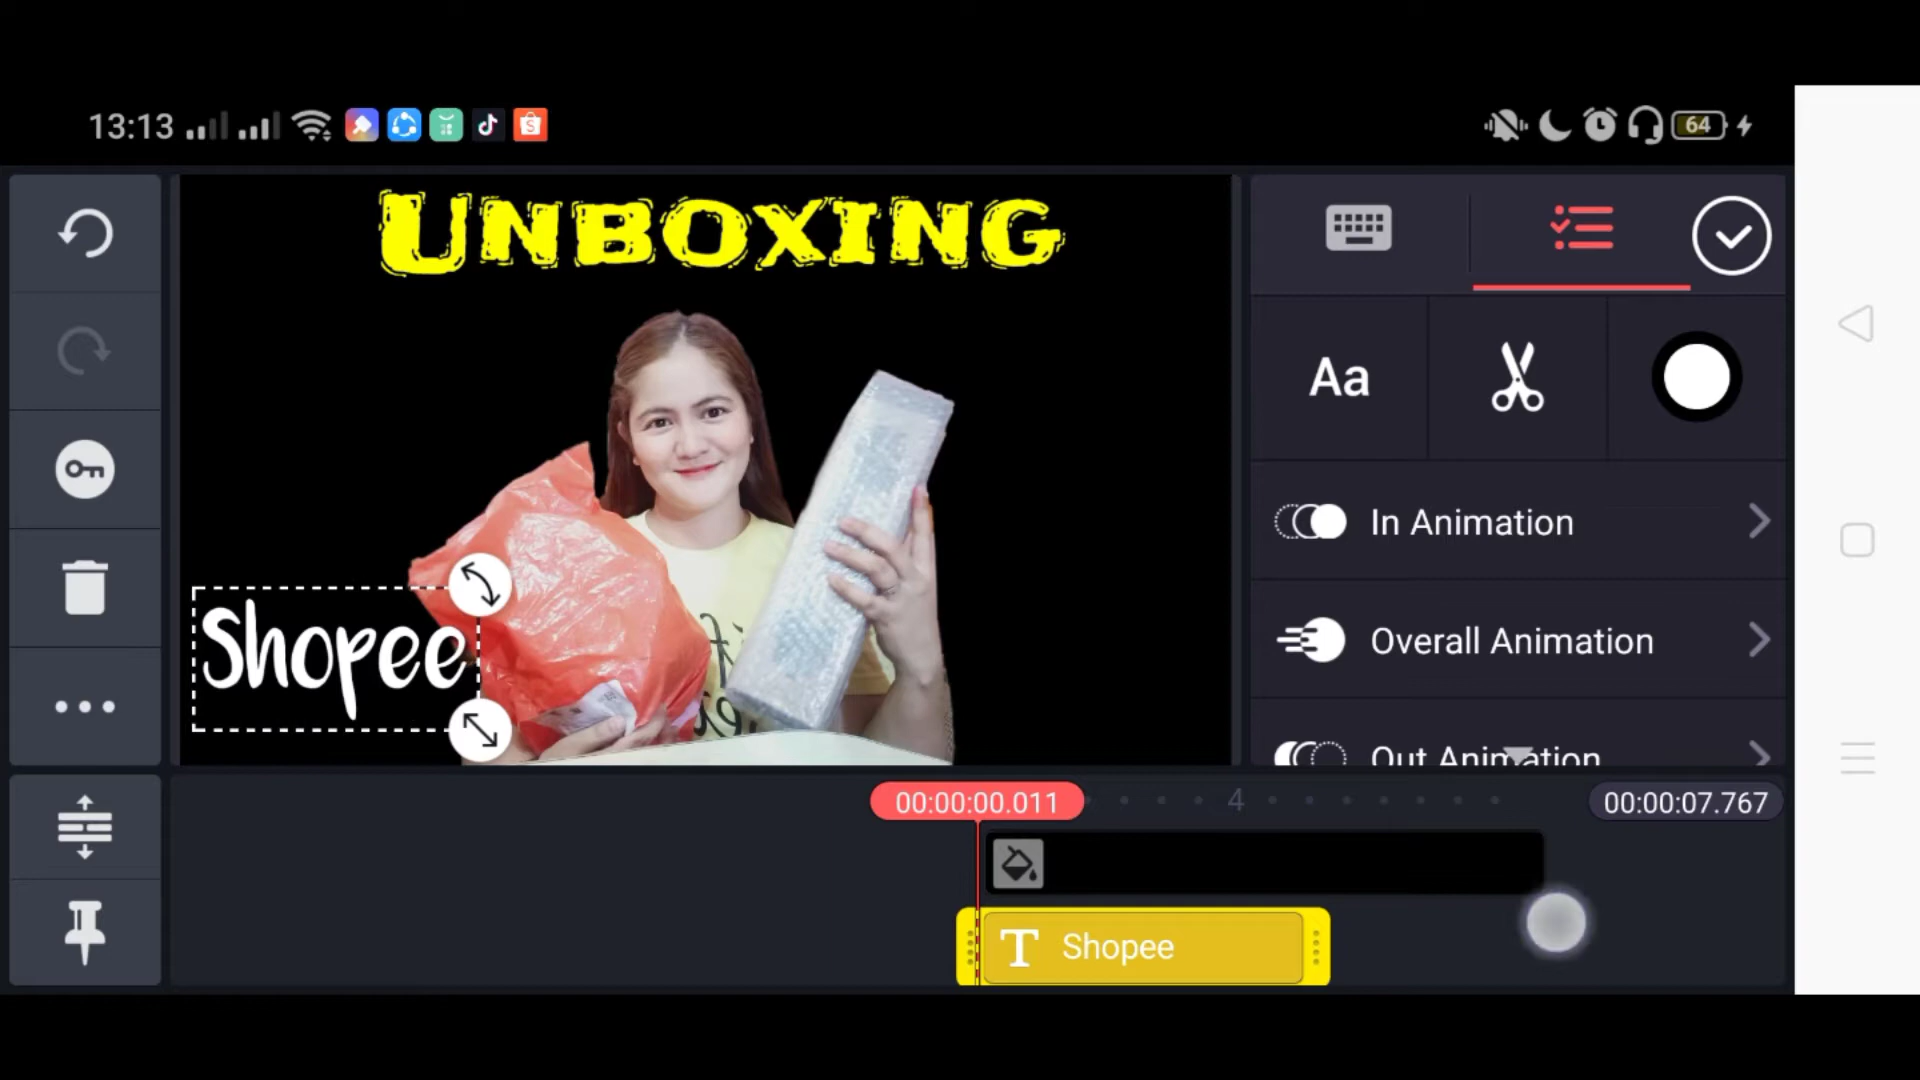 13:13
64
UNBOXING
Shopee
Aa
In Animation
Overall Animation
Out Animation
00:00:00.011
4
00:00:07.767
T Shopee